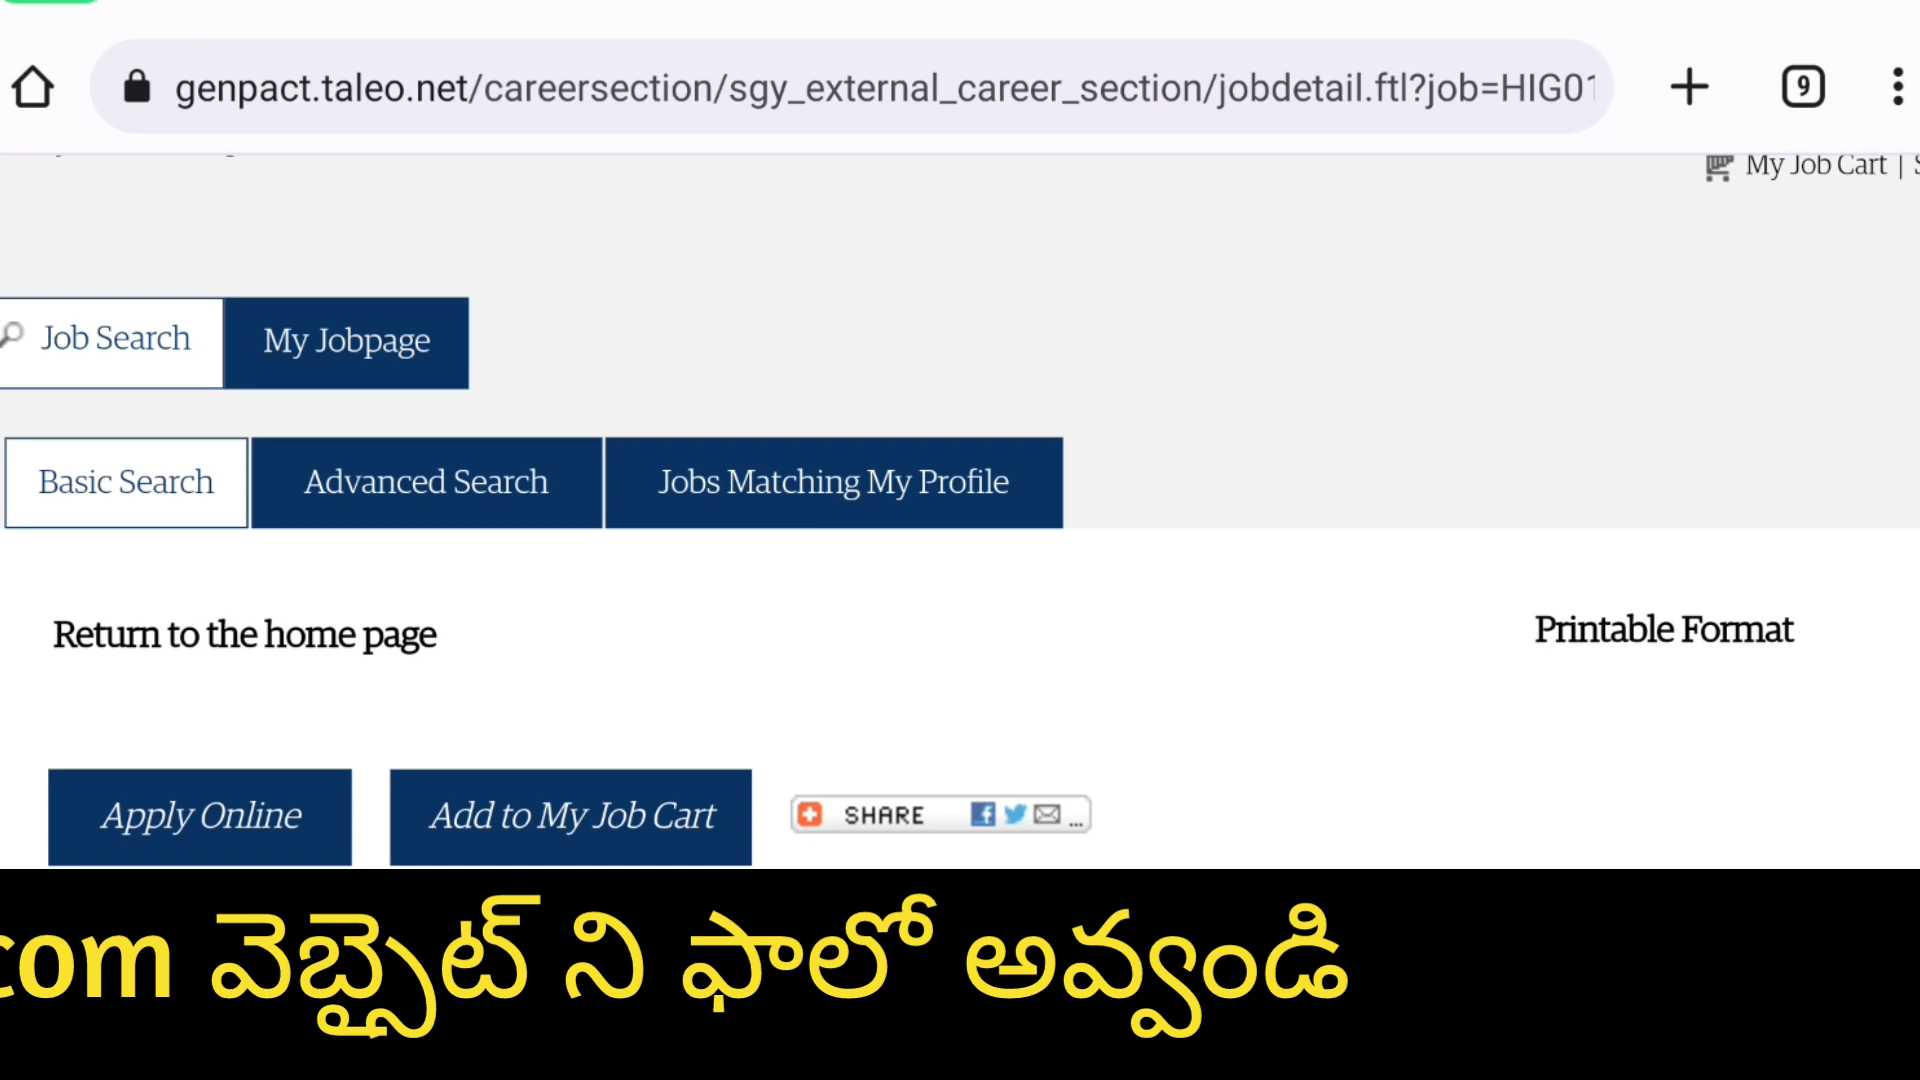 genpact.taleo.net/careersection/sgy_external_career_section/jobdetail.ftl?job=HIG01
9
My Job Cart |
Job Search
My Jobpage
Basic Search
Advanced Search
Jobs Matching My Profile
Return to the home page
Printable Format
Apply Online
Add to My Job Cart
SHARE
...
com వెబ్సైట్ ని ఫాలో అవ్వండి